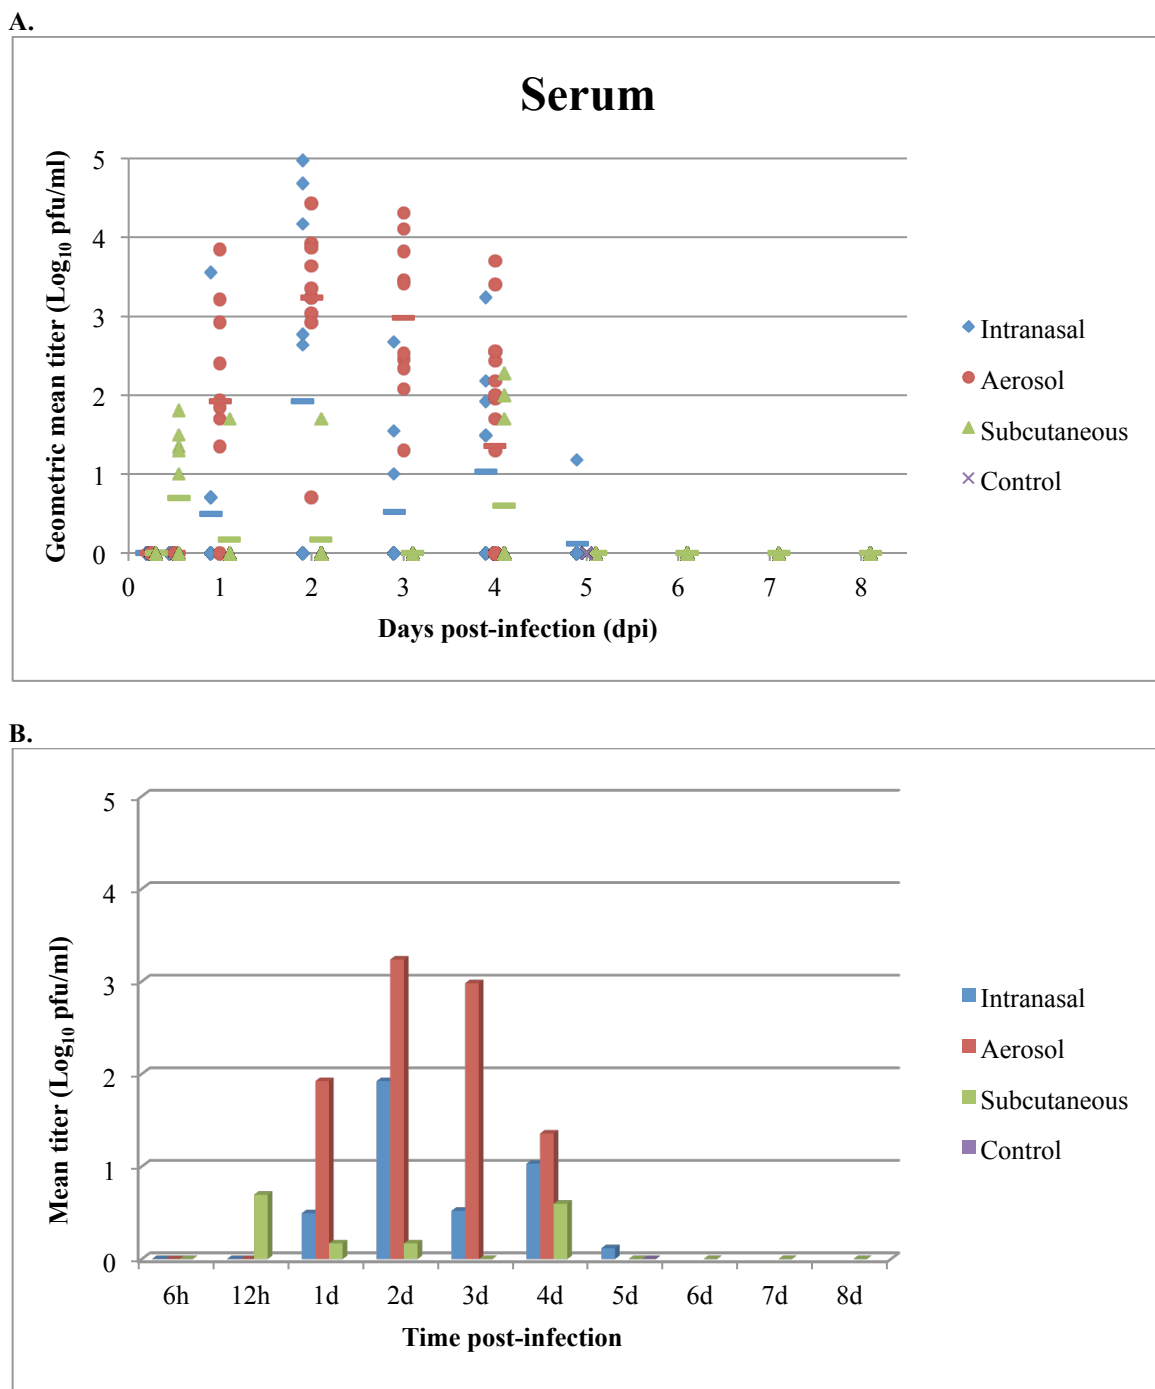 A.
Serum
Geometric mean titer (Log10 pfu/ml)
5
4
3
2
1
0
0 1 2 3 4 5 6 7 8
Days post-infection (dpi)
Intranasal
Aerosol
Subcutaneous
Control
B.
Mean titer (Log10 pfu/ml)
5
4
3
2
1
0
6h 12h 1d 2d 3d 4d 5d 6d 7d 8d
Time post-infection
Intranasal
Aerosol
Subcutaneous
Control